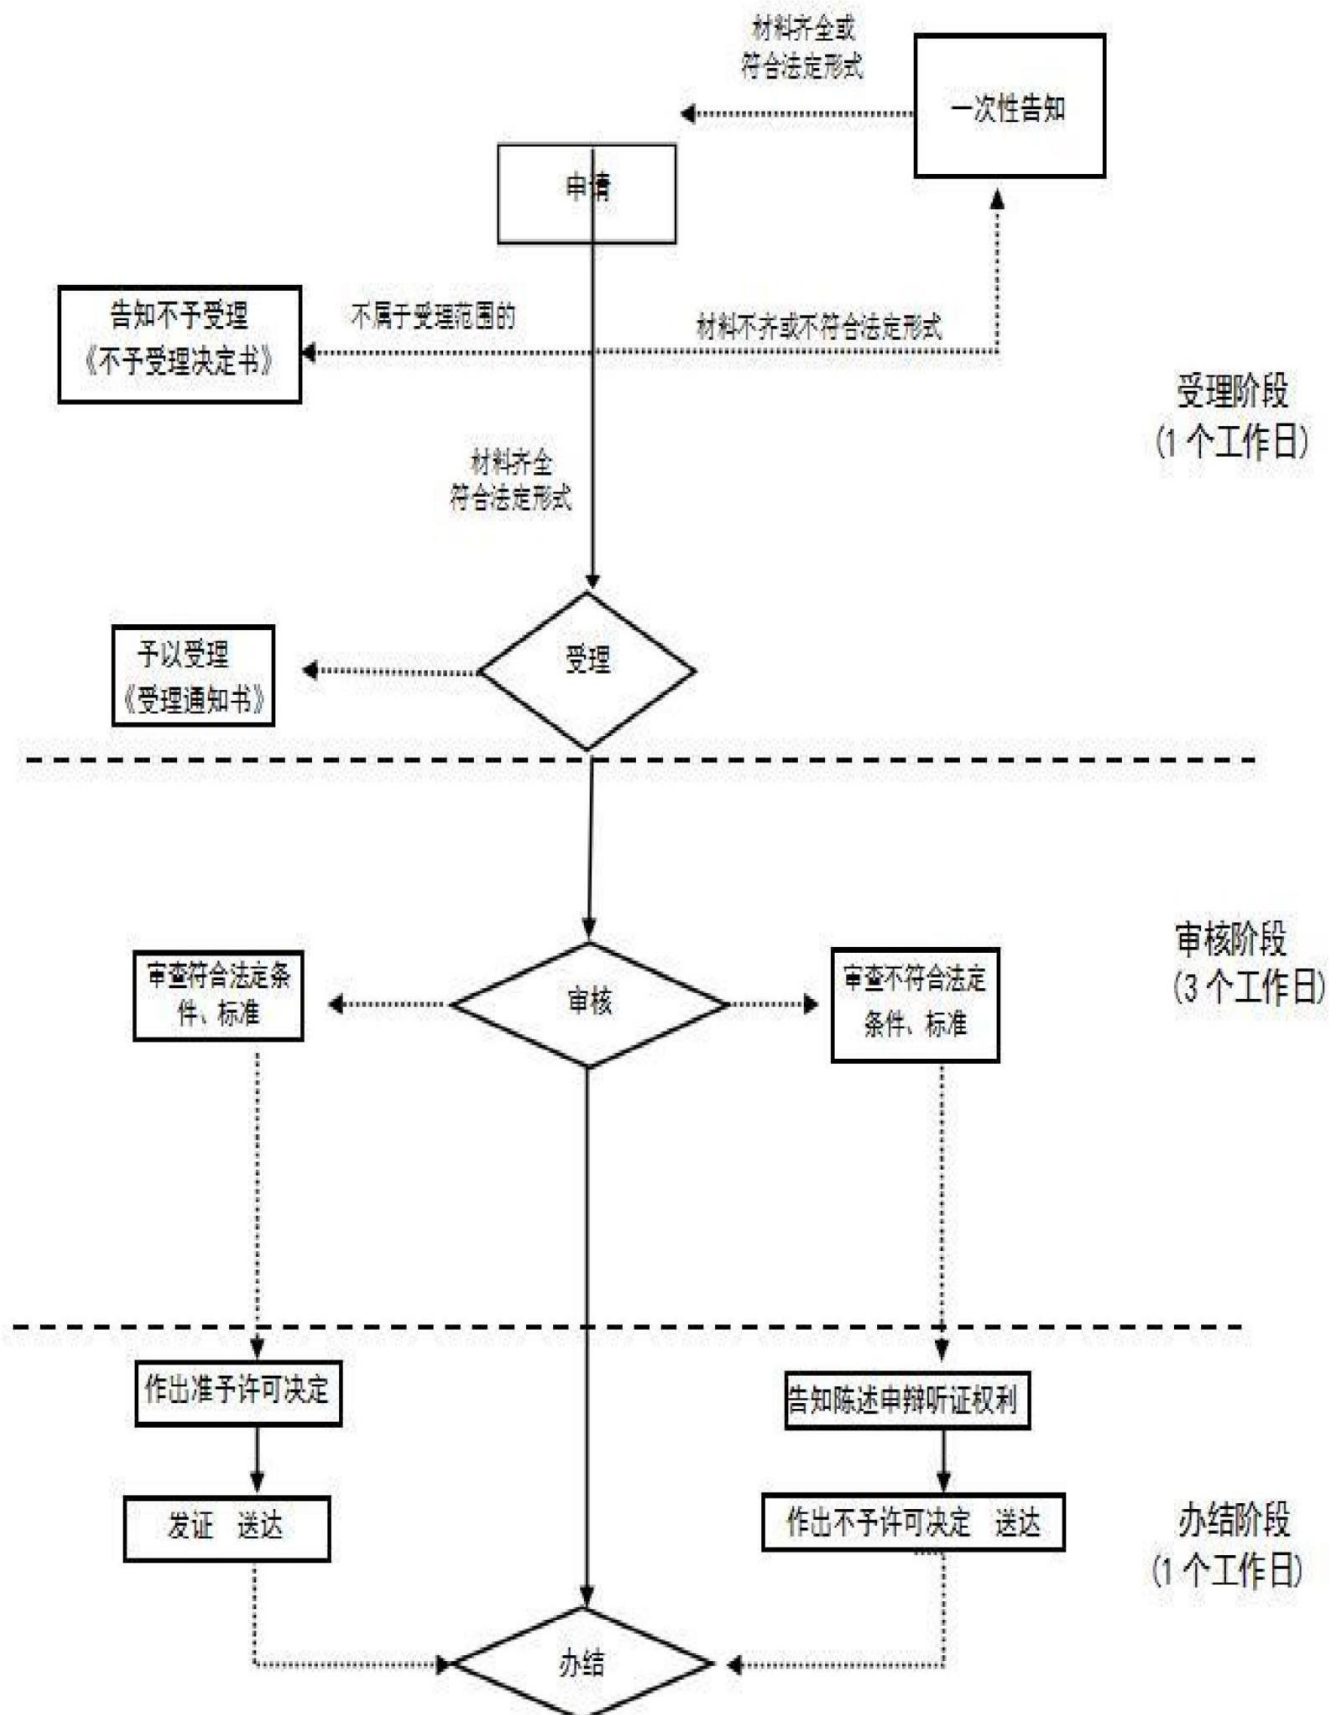 材料齐全或
符合法定形式
一次性告知
申请
告知不予受理
《不予受理决定书》
不属于受理范围的
材料不齐或不符合法定形式
受理阶段
(1 个工作日)
材料齐全
符合法定形式
予以受理
《受理通知书》
受理
审核阶段
(3 个工作日)
审查符合法定条
件、标准
审核
审查不符合法定
条件、标准
作出准予许可决定
告知陈述申辩听证权利
发证 送达
作出不予许可决定 送达
办结阶段
(1 个工作日)
办结